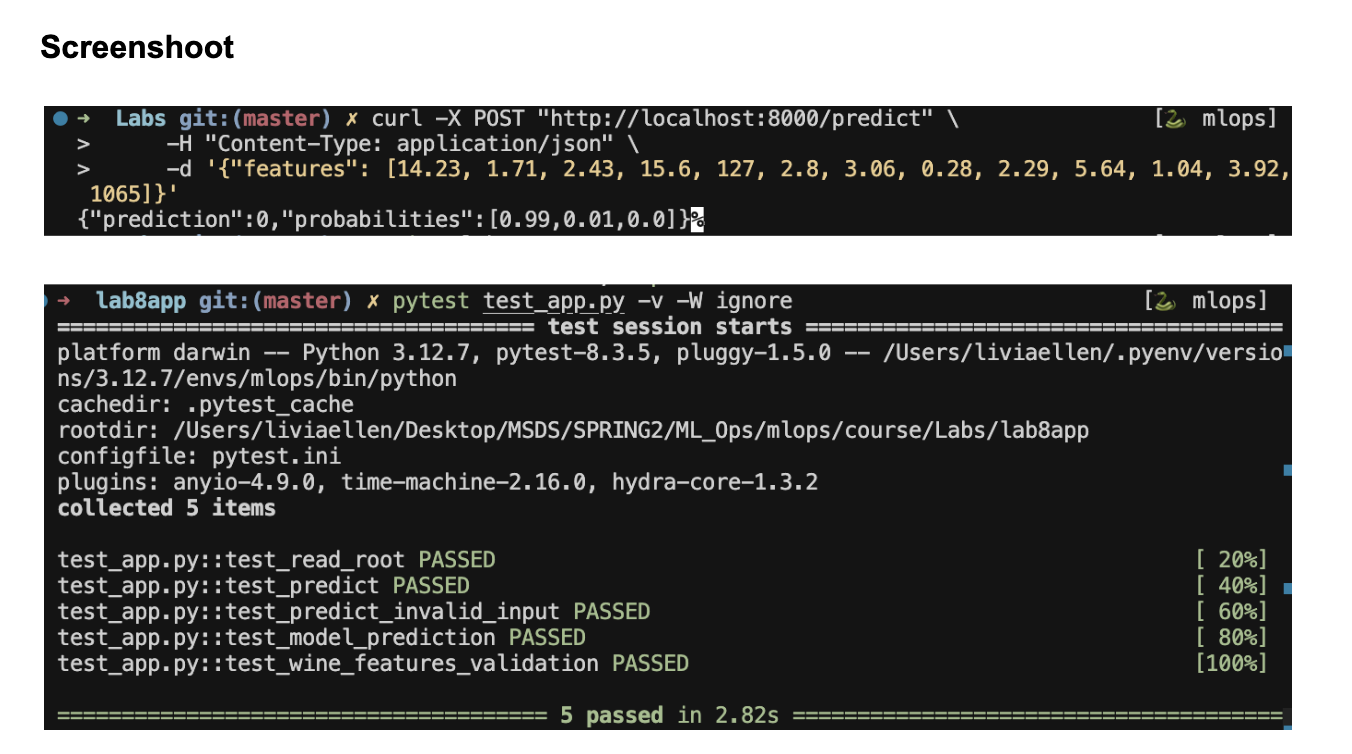 Screenshoot
➜ Labs git:(master) ✗ curl -X POST "http://localhost:8000/predict" \ [🐍 mlops]
> -H "Content-Type: application/json" \
> -d '{"features": [14.23, 1.71, 2.43, 15.6, 127, 2.8, 3.06, 0.28, 2.29, 5.64, 1.04, 3.92,
1065]}'
{"prediction":0,"probabilities":[0.99,0.01,0.0]}%
➜ lab8app git:(master) ✗ pytest test_app.py -v -W ignore [🐍 mlops]
===================================== test session starts =====================================
platform darwin -- Python 3.12.7, pytest-8.3.5, pluggy-1.5.0 -- /Users/liviaellen/.pyenv/versio
ns/3.12.7/envs/mlops/bin/python
cachedir: .pytest_cache
rootdir: /Users/liviaellen/Desktop/MSDS/SPRING2/ML_Ops/mlops/course/Labs/lab8app
configfile: pytest.ini
plugins: anyio-4.9.0, time-machine-2.16.0, hydra-core-1.3.2
collected 5 items
test_app.py::test_read_root PASSED [ 20%]
test_app.py::test_predict PASSED [ 40%]
test_app.py::test_predict_invalid_input PASSED [ 60%]
test_app.py::test_model_prediction PASSED [ 80%]
test_app.py::test_wine_features_validation PASSED [100%]
====================================== 5 passed in 2.82s ======================================